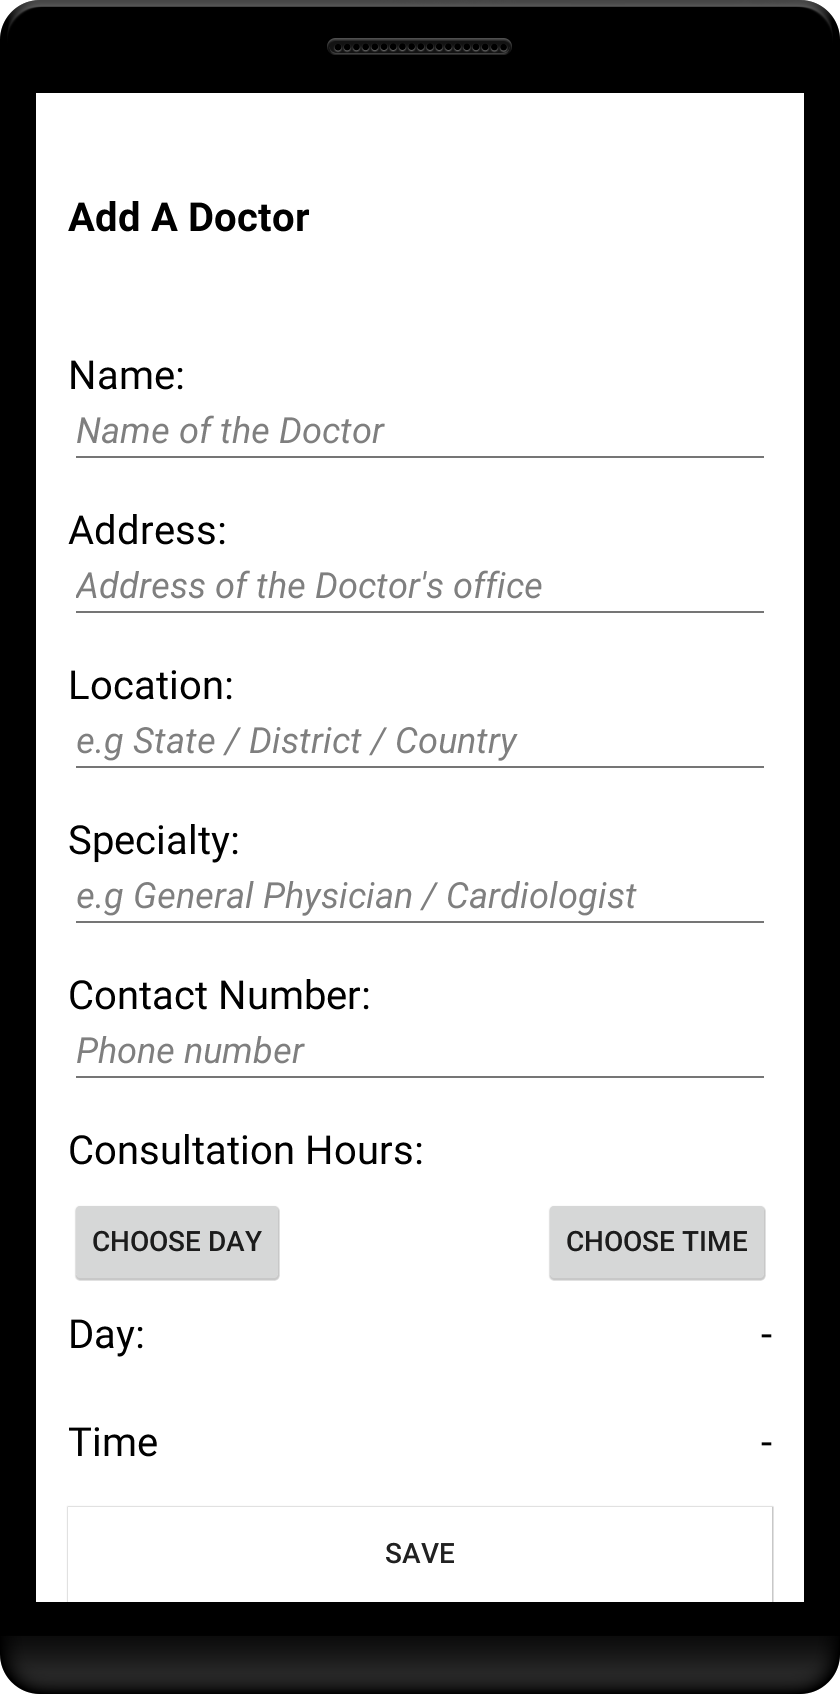 Add A Doctor
Name:
Name of the Doctor
Address:
Address of the Doctor's office
Location:
e.g State / District / Country
Specialty:
e.g General Physician / Cardiologist
Contact Number:
Phone number
Consultation Hours:
CHOOSE DAY CHOOSE TIME
Day: -
Time -
SAVE